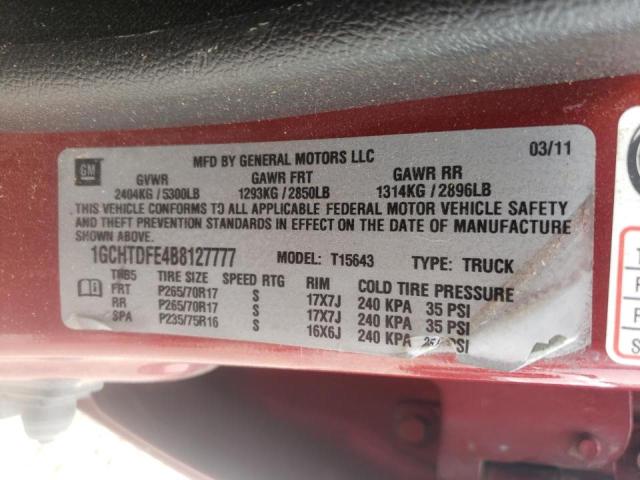 GM
MFD BY GENERAL MOTORS LLC 03/11
GVWR GAWR FRT GAWR RR
2404KG / 5300LB 1293KG / 2850LB 1314KG / 2896LB
THIS VEHICLE CONFORMS TO ALL APPLICABLE FEDERAL MOTOR VEHICLE SAFETY
AND THEFT PREVENTION STANDARDS IN EFFECT ON THE DATE OF MANUFACTURE
SHOWN ABOVE.
1GCHTDFE4B8127777 MODEL: T15643 TYPE: TRUCK
TIRE SIZE SPEED RTG RIM COLD TIRE PRESSURE
FRT P265/70R17 S 17X7J 240 KPA 35 PSI
RR P265/70R17 S 17X7J 240 KPA 35 PSI
SPA P235/75R16 S 16X6J 240 KPA PSI
T
F
F
S